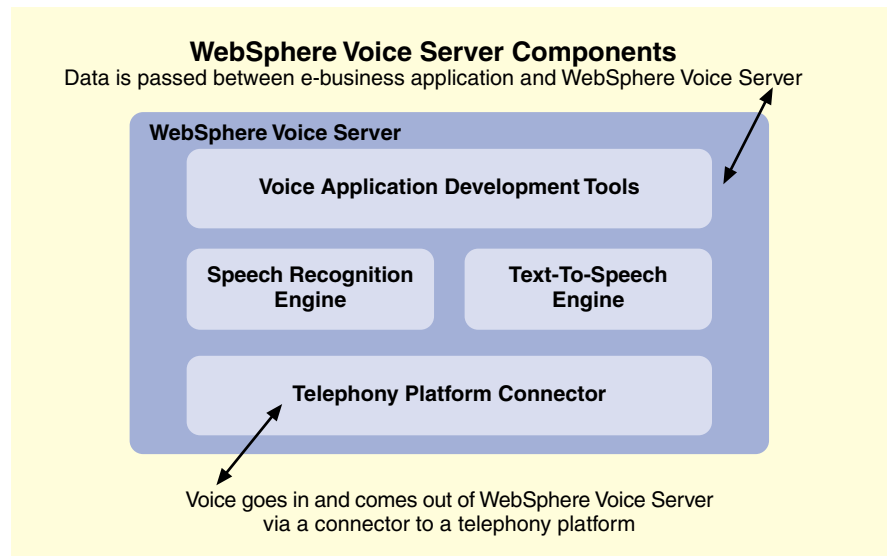 WebSphere Voice Server Components
Data is passed between e-business application and WebSphere Voice Server
WebSphere Voice Server
Voice Application Development Tools
Speech Recognition
Engine
Text-To-Speech
Engine
Telephony Platform Connector
Voice goes in and comes out of WebSphere Voice Server
via a connector to a telephony platform